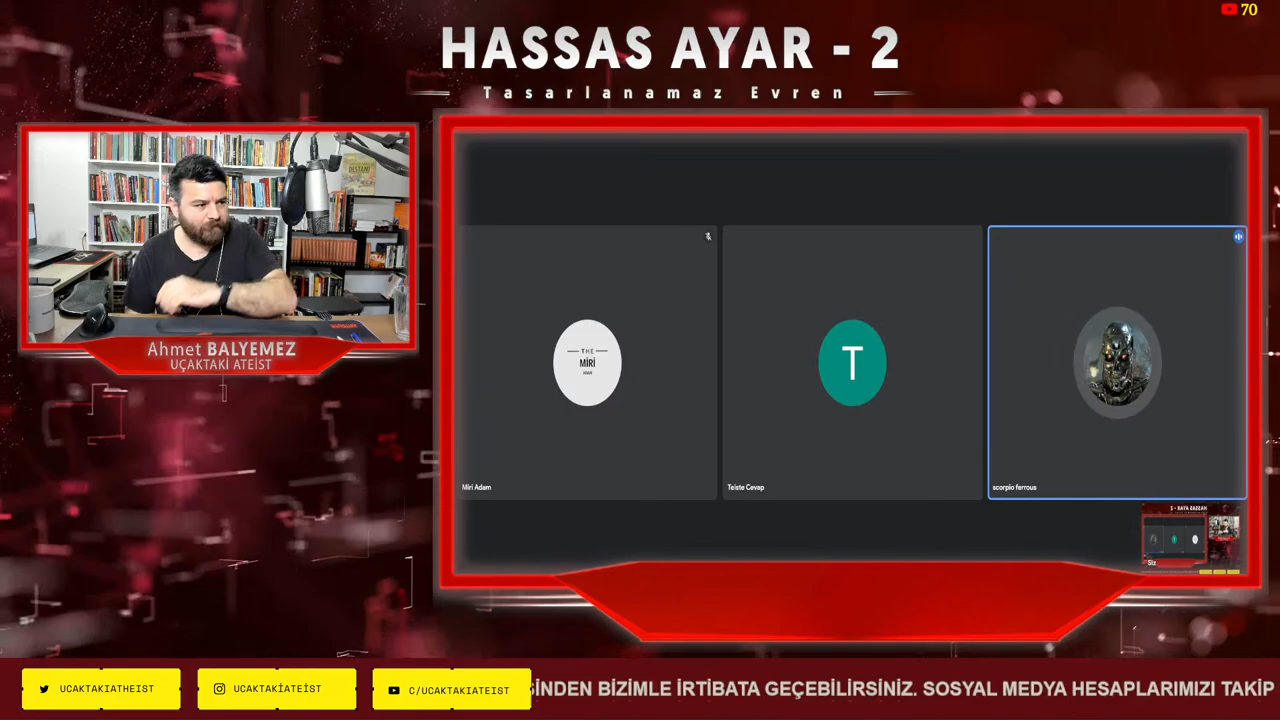 70
HASSAS AYAR - 2
Tasarlanamaz Evren
Ahmet BALYEMEZ
UÇAKTAKİ ATEİST
THE
MİRİ
ADAM
T
Miri Adam
Teiste Cevap
scorpio ferrous
Siz
UCAKTAKIATHEIST
UCAKTAKİATEİST
C/UCAKTAKIATEIST
SİNDEN BİZİMLE İRTİBATA GEÇEBİLİRSİNİZ. SOSYAL MEDYA HESAPLARIMIZI TAKİP